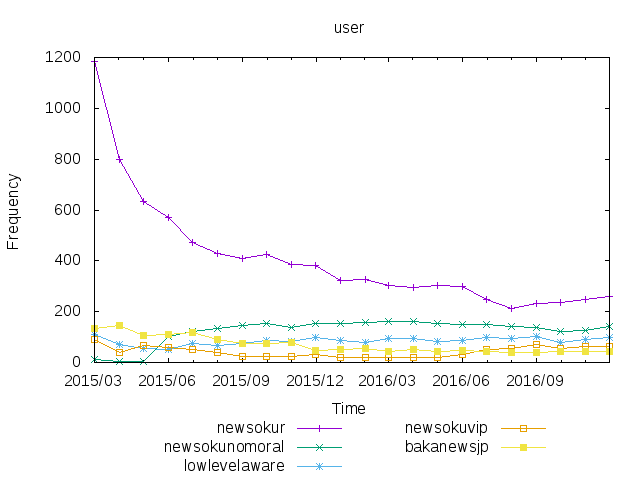 user
1200
1000
800
600
400
200
0
Frequency
2015/03 2015/06 2015/09 2015/12 2016/03 2016/06 2016/09
Time
newsokur newsokuvip
newsokunomoral bakanewsjp
lowlevelaware